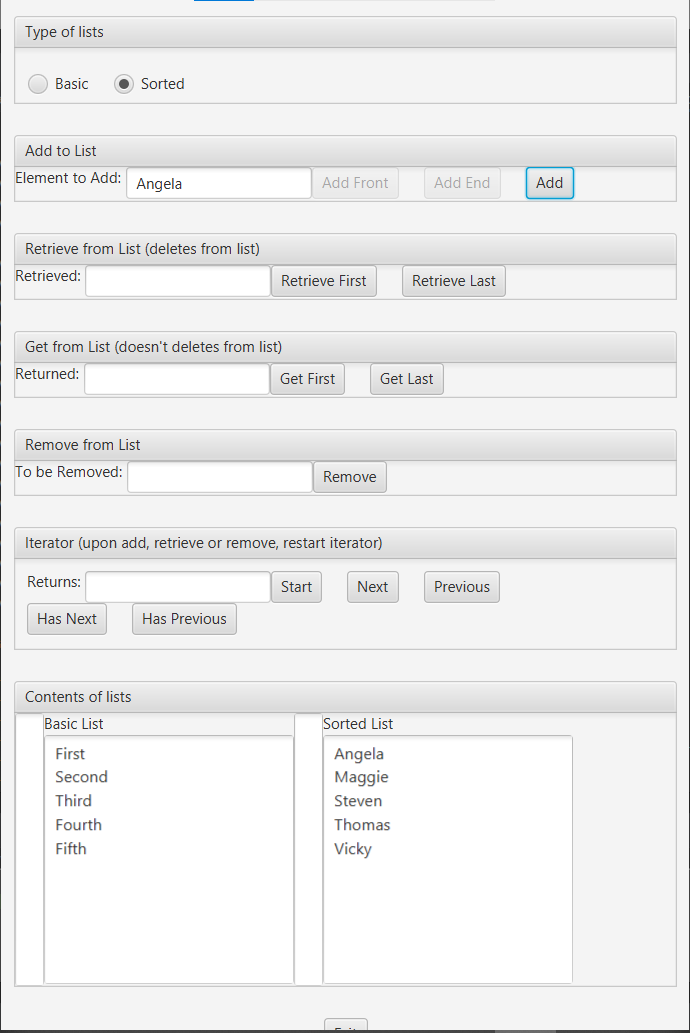 Type of lists
Basic Sorted
Add to List
Element to Add: Angela Add Front Add End Add
Retrieve from List (deletes from list)
Retrieved: Retrieve First Retrieve Last
Get from List (doesn't deletes from list)
Returned: Get First Get Last
Remove from List
To be Removed: Remove
Iterator (upon add, retrieve or remove, restart iterator)
Returns: Start Next Previous
Has Next Has Previous
Contents of lists
Basic List Sorted List
First Angela
Second Maggie
Third Steven
Fourth Thomas
Fifth Vicky